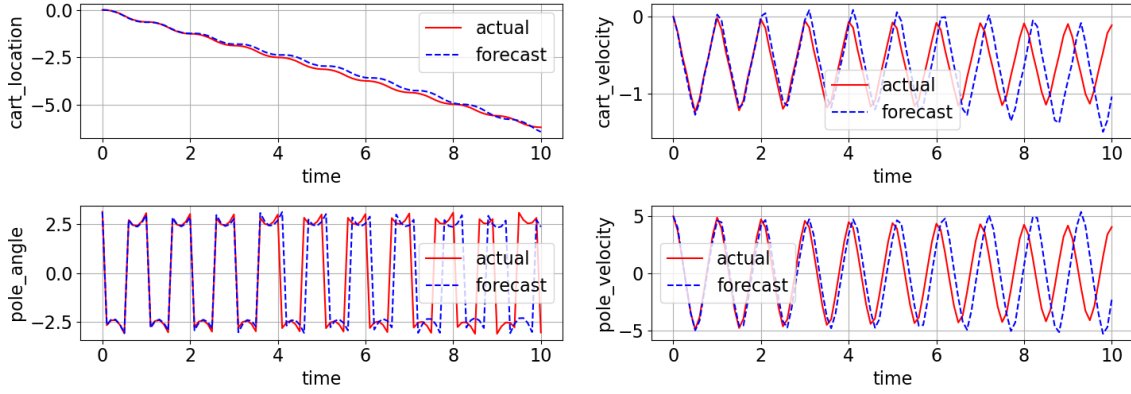 cart_location
0.0
−2.5
−5.0
0 2 4 6 8 10
time
actual
forecast
cart_velocity
0
−1
0 2 4 6 8 10
time
actual
forecast
pole_angle
2.5
0.0
−2.5
0 2 4 6 8 10
time
actual
forecast
pole_velocity
5
0
−5
0 2 4 6 8 10
time
actual
forecast